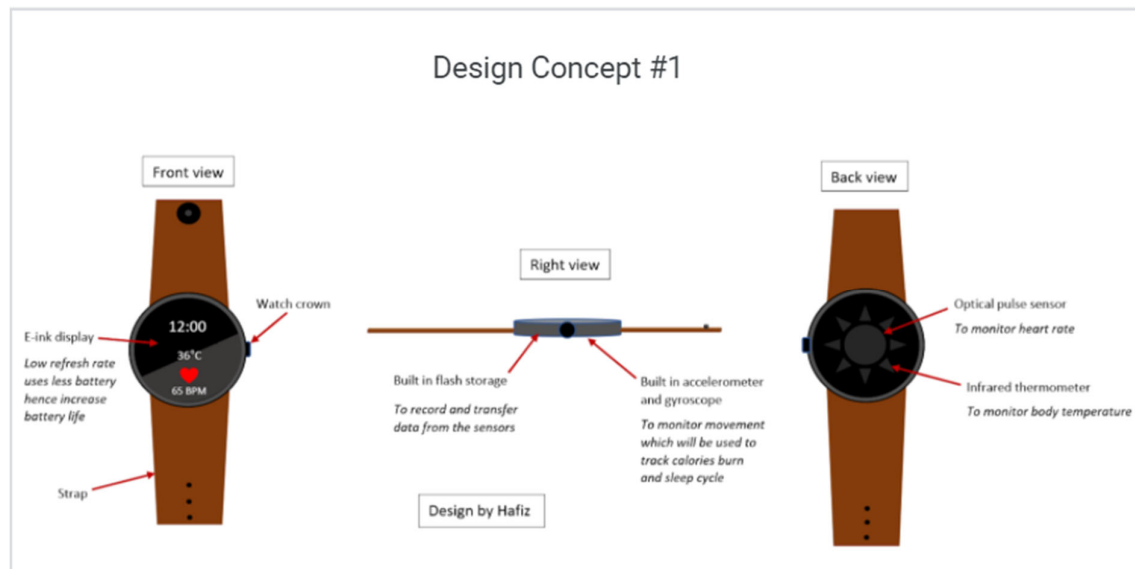 Design Concept #1
Front view
12:00
36°C
65 BPM
E-ink display
Low refresh rate
uses less battery
hence increase
battery life
Watch crown
Strap
Right view
Built in flash storage
To record and transfer
data from the sensors
Built in accelerometer
and gyroscope
To monitor movement
which will be used to
track calories burn
and sleep cycle
Design by Hafiz
Back view
Optical pulse sensor
To monitor heart rate
Infrared thermometer
To monitor body temperature